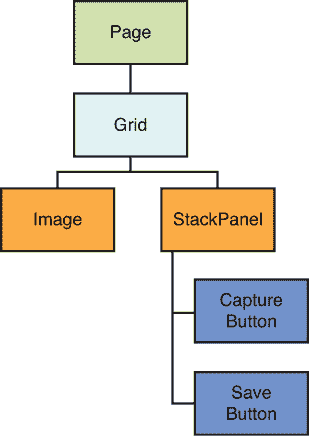 Page
Grid
Image
StackPanel
Capture
Button
Save
Button